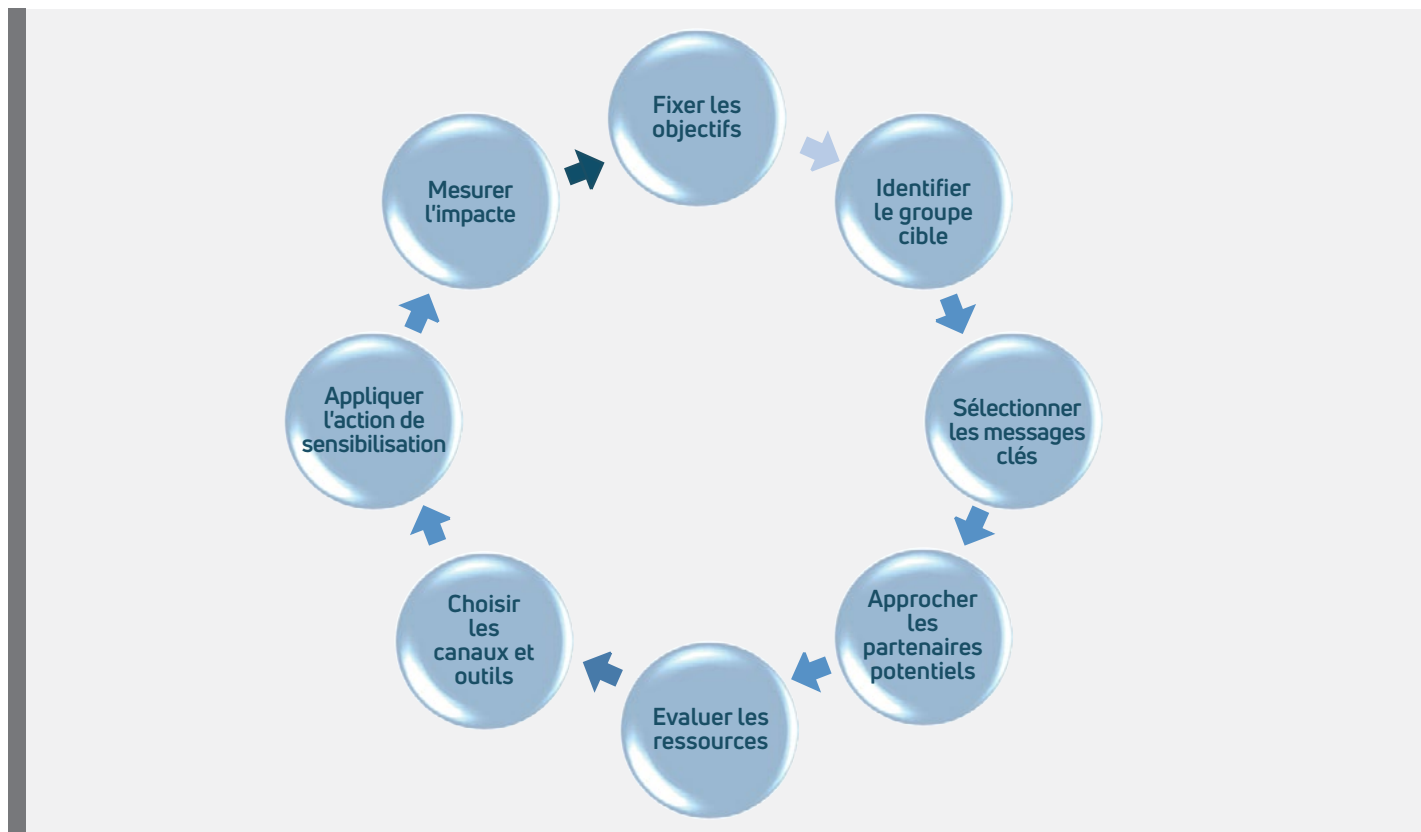 Fixer les
objectifs
Identifier
le groupe
cible
Sélectionner
les messages
clés
Approcher
les
partenaires
potentiels
Evaluer les
ressources
Choisir
les
canaux et
outils
Appliquer
l'action de
sensibilisation
Mesurer
l'impacte